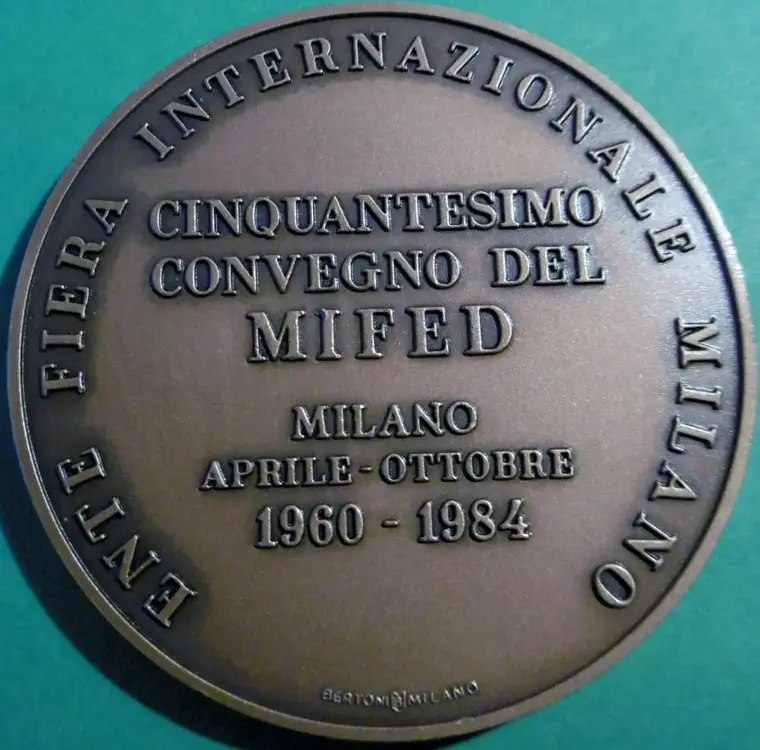 ENTE FIERA INTERNAZIONALE MILANO
CINQUANTESIMO
CONVEGNO DEL
MIFED
MILANO
APRILE - OTTOBRE
1960 - 1984
BERTONI B MILANO